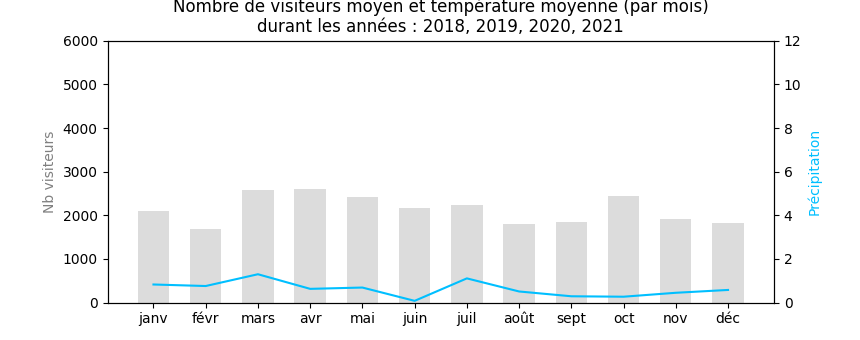 Nombre de visiteurs moyen et température moyenne (par mois)
durant les années : 2018, 2019, 2020, 2021
6000
5000
4000
3000
2000
1000
0
Nb visiteurs
12
10
8
6
4
2
0
Précipitation
janv févr mars avr mai juin juil août sept oct nov déc